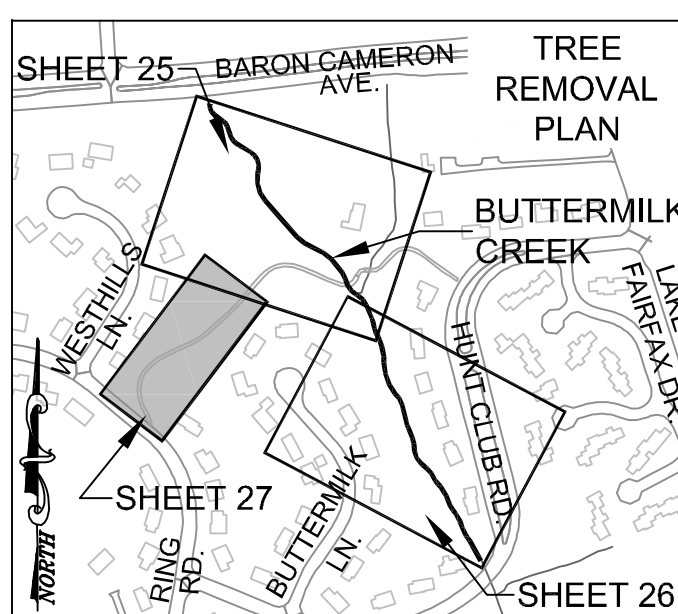 SHEET 25
BARON CAMERON
AVE.
TREE
REMOVAL
PLAN
BUTTERMILK
CREEK
WESTHILLS
LN.
HUNT CLUB RD.
LAKE
FAIRFAX DR.
SHEET 27
BUTTERMILK
LN.
RING
RD.
NORTH
SHEET 26